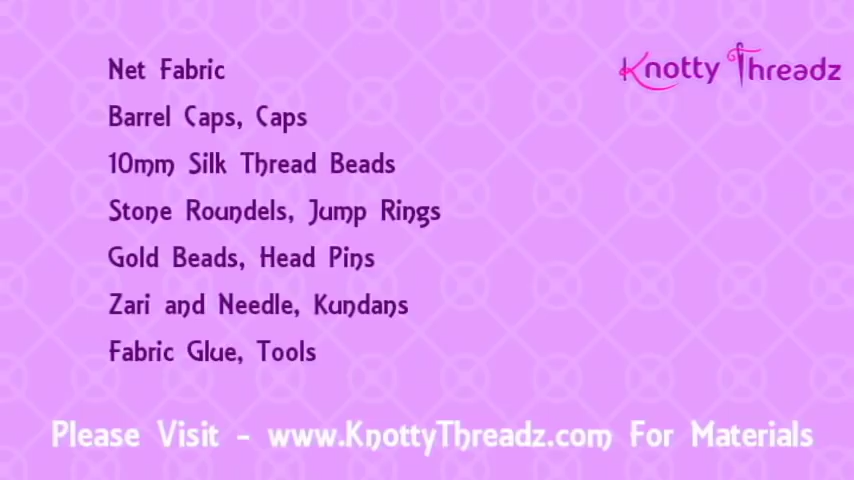 Knotty Threadz
Net Fabric
Barrel Caps, Caps
10mm Silk Thread Beads
Stone Roundels, Jump Rings
Gold Beads, Head Pins
Zari and Needle, Kundans
Fabric Glue, Tools
Please Visit - www.KnottyThreadz.com For Materials